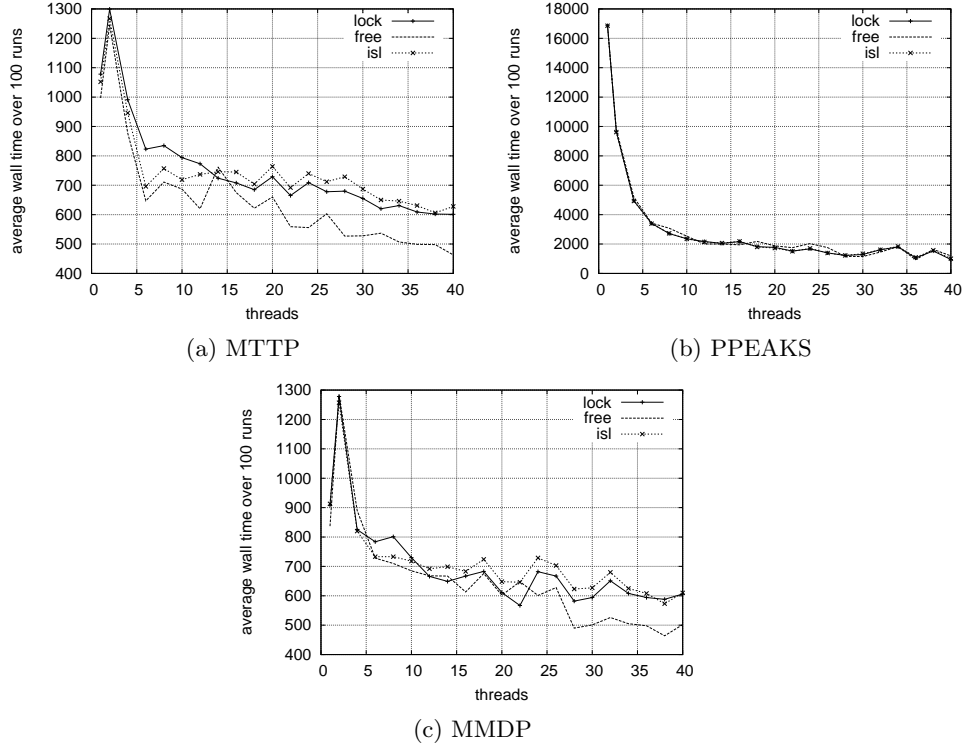 average wall time over 100 runs
1300
1200
1100
1000
900
800
700
600
500
400
0 5 10 15 20 25 30 35 40
threads
lock
free
isl
(a) MTTP
average wall time over 100 runs
18000
16000
14000
12000
10000
8000
6000
4000
2000
0
0 5 10 15 20 25 30 35 40
threads
lock
free
isl
(b) PPEAKS
average wall time over 100 runs
1300
1200
1100
1000
900
800
700
600
500
400
0 5 10 15 20 25 30 35 40
threads
lock
free
isl
(c) MMDP